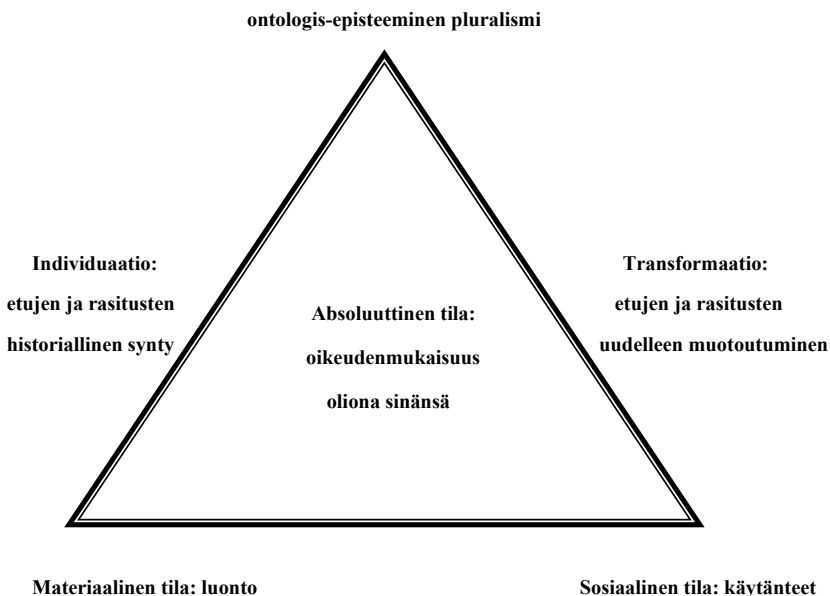 ontologis-episteeminen pluralismi
Individuaatio:
etujen ja rasitusten
historiallinen synty
Transformaatio:
etujen ja rasitusten
uudelleen muotoutuminen
Absoluuttinen tila:
oikeudenmukaisuus
oliona sinänsä
Materiaalinen tila: luonto
Sosiaalinen tila: käytänteet